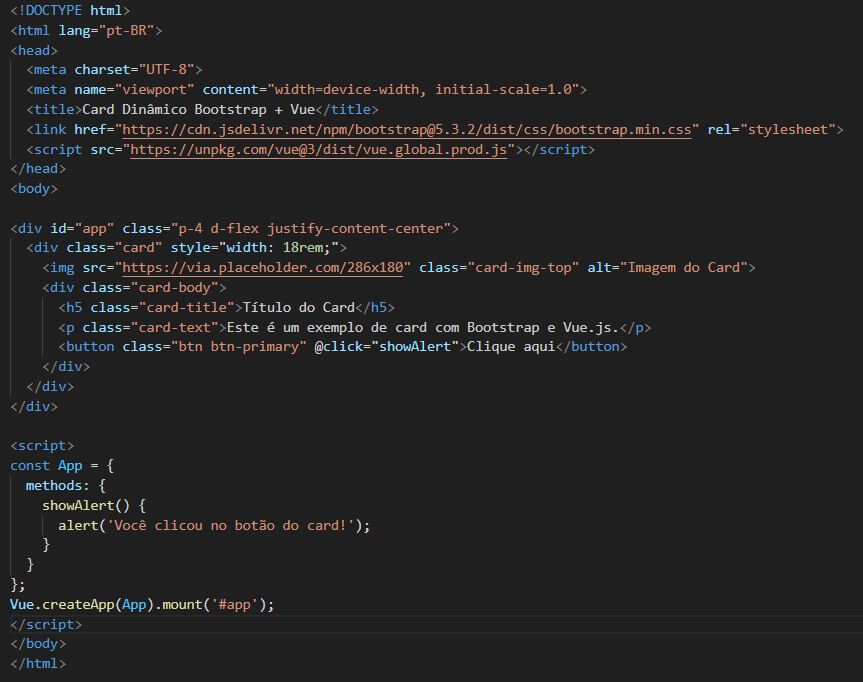 <!DOCTYPE html>
<html lang="pt-BR">
<head>
  <meta charset="UTF-8">
  <meta name="viewport" content="width=device-width, initial-scale=1.0">
  <title>Card Dinâmico Bootstrap + Vue</title>
  <link href="https://cdn.jsdelivr.net/npm/bootstrap@5.3.2/dist/css/bootstrap.min.css" rel="stylesheet">
  <script src="https://unpkg.com/vue@3/dist/vue.global.prod.js"></script>
</head>
<body>

<div id="app" class="p-4 d-flex justify-content-center">
  <div class="card" style="width: 18rem;">
    <img src="https://via.placeholder.com/286x180" class="card-img-top" alt="Imagem do Card">
    <div class="card-body">
      <h5 class="card-title">Título do Card</h5>
      <p class="card-text">Este é um exemplo de card com Bootstrap e Vue.js.</p>
      <button class="btn btn-primary" @click="showAlert">Clique aqui</button>
    </div>
  </div>
</div>

<script>
const App = {
  methods: {
    showAlert() {
      alert('Você clicou no botão do card!');
    }
  }
};
Vue.createApp(App).mount('#app');
</script>
</body>
</html>